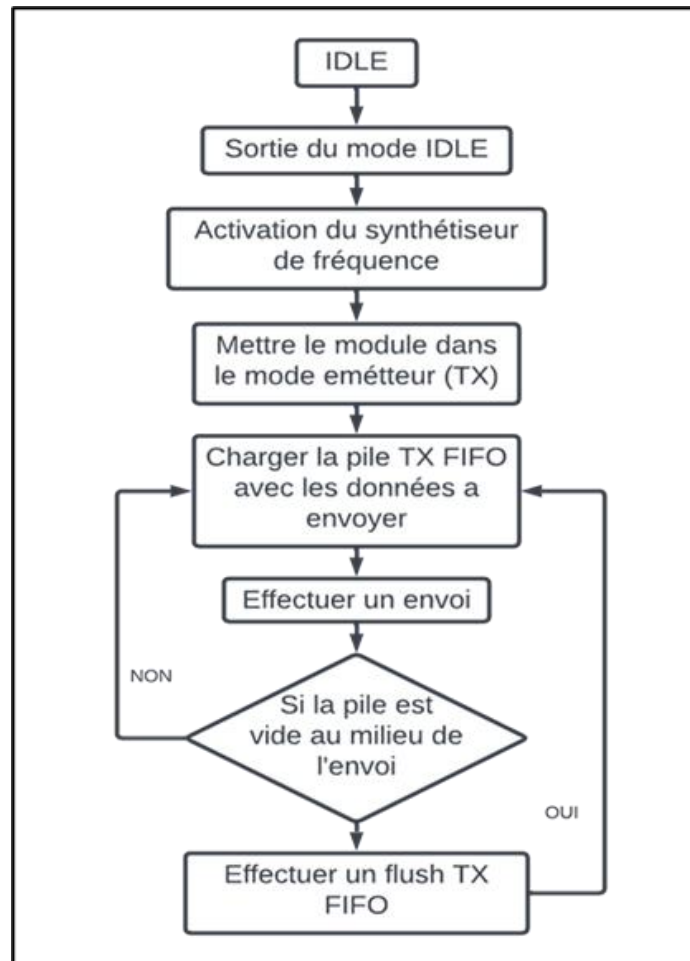 IDLE
Sortie du mode IDLE
Activation du synthétiseur
de fréquence
Mettre le module dans
le mode emétteur (TX)
Charger la pile TX FIFO
avec les données a
envoyer
Effectuer un envoi
NON
Si la pile est
vide au milieu de
l'envoi
OUI
Effectuer un flush TX
FIFO